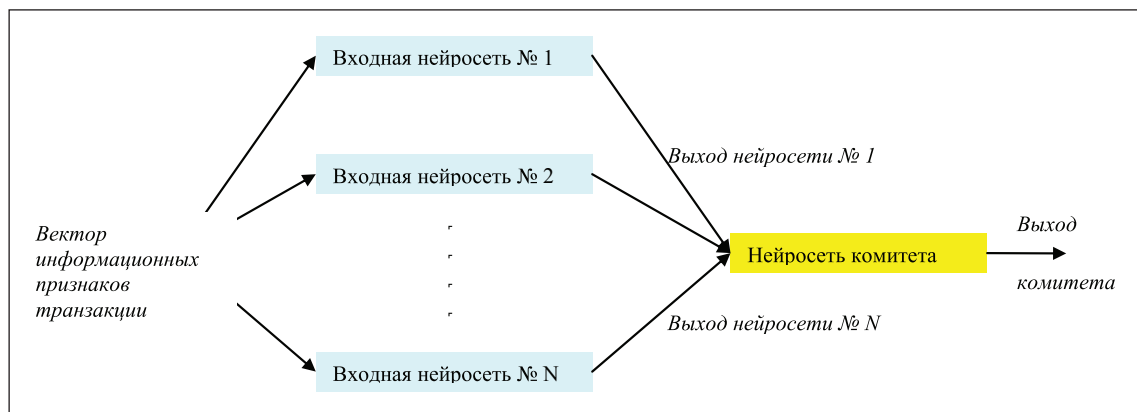 Входная нейросеть № 1
Выход нейросети № 1
Входная нейросеть № 2
Вектор
информационных
признаков
транзакции
Нейросеть комитета
Выход
комитета
Выход нейросети № N
Входная нейросеть № N